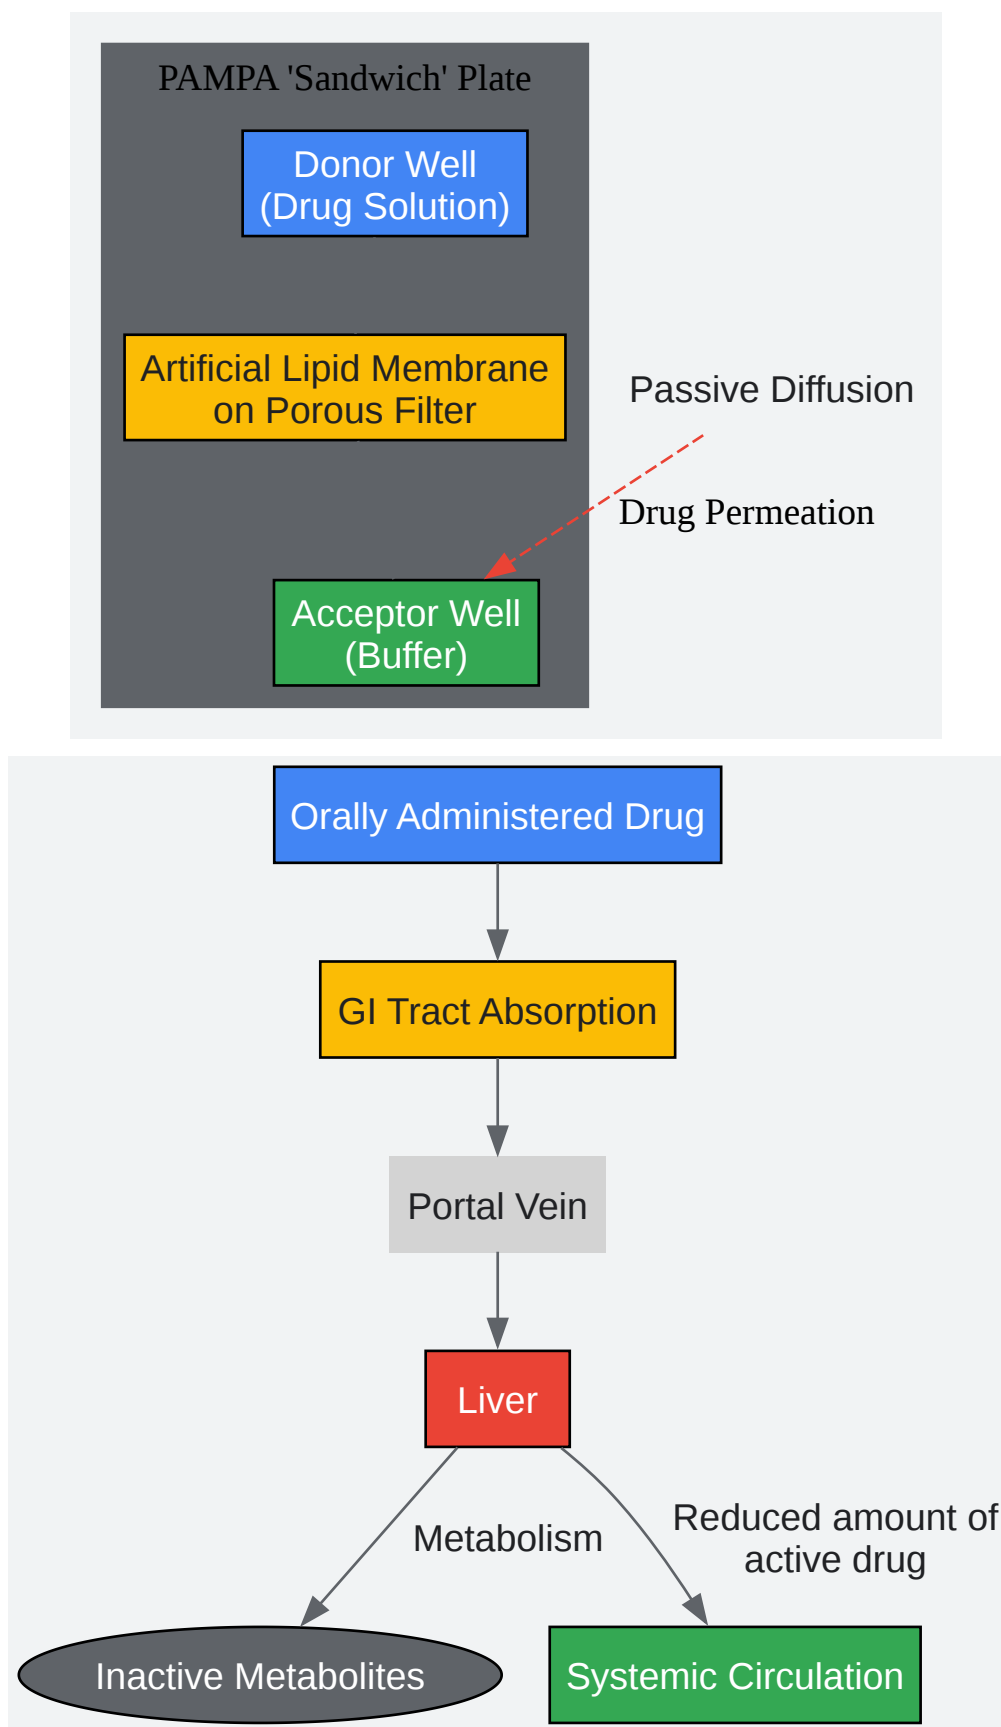 PAMPA 'Sandwich' Plate
Donor Well
(Drug Solution)
Artificial Lipid Membrane
on Porous Filter
Passive Diffusion
Drug Permeation
Acceptor Well
(Buffer)
Orally Administered Drug
GI Tract Absorption
Portal Vein
Liver
Metabolism
Reduced amount of
active drug
Inactive Metabolites
Systemic Circulation